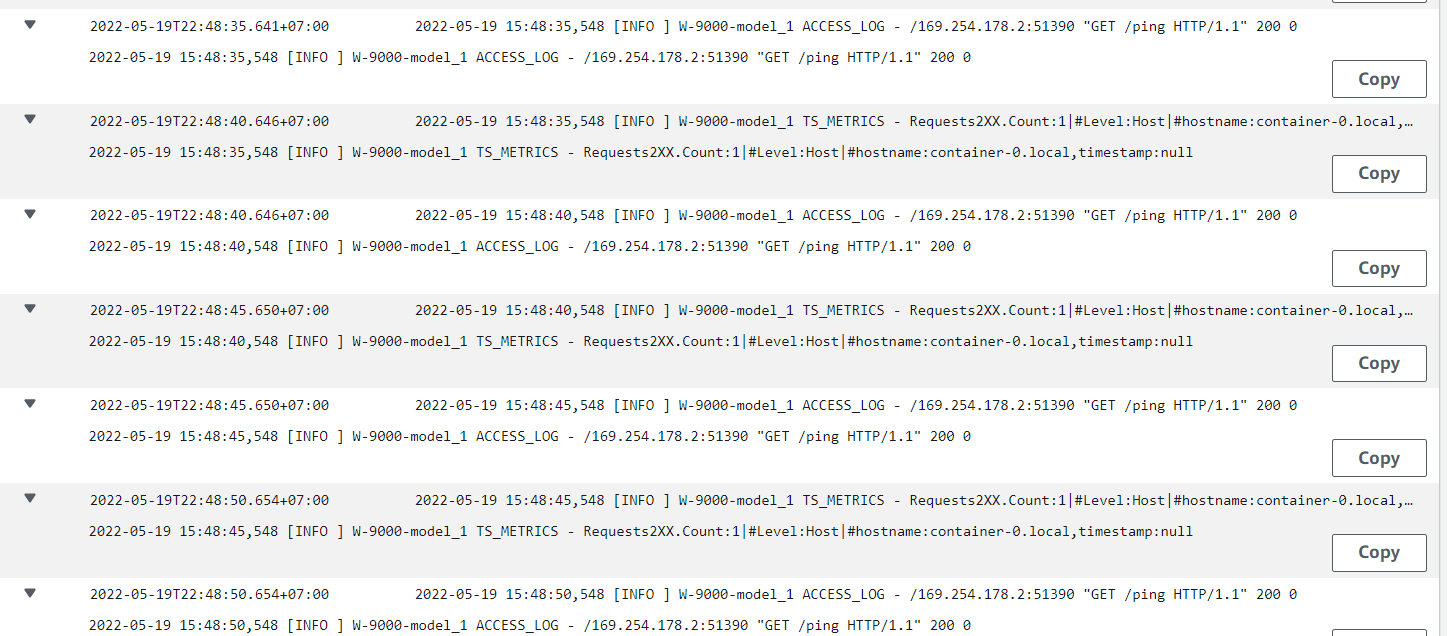 2022-05-19T22:48:35.641+07:00 2022-05-19 15:48:35,548 [INFO ] W-9000-model_1 ACCESS_LOG - /169.254.178.2:51390 "GET /ping HTTP/1.1" 200 0
2022-05-19 15:48:35,548 [INFO ] W-9000-model_1 ACCESS_LOG - /169.254.178.2:51390 "GET /ping HTTP/1.1" 200 0
Copy
2022-05-19T22:48:40.646+07:00 2022-05-19 15:48:35,548 [INFO ] W-9000-model_1 TS_METRICS - Requests2XX.Count:1|#Level:Host|#hostname:container-0.local,…
2022-05-19 15:48:35,548 [INFO ] W-9000-model_1 TS_METRICS - Requests2XX.Count:1|#Level:Host|#hostname:container-0.local,timestamp:null
Copy
2022-05-19T22:48:40.646+07:00 2022-05-19 15:48:40,548 [INFO ] W-9000-model_1 ACCESS_LOG - /169.254.178.2:51390 "GET /ping HTTP/1.1" 200 0
2022-05-19 15:48:40,548 [INFO ] W-9000-model_1 ACCESS_LOG - /169.254.178.2:51390 "GET /ping HTTP/1.1" 200 0
Copy
2022-05-19T22:48:45.650+07:00 2022-05-19 15:48:40,548 [INFO ] W-9000-model_1 TS_METRICS - Requests2XX.Count:1|#Level:Host|#hostname:container-0.local,…
2022-05-19 15:48:40,548 [INFO ] W-9000-model_1 TS_METRICS - Requests2XX.Count:1|#Level:Host|#hostname:container-0.local,timestamp:null
Copy
2022-05-19T22:48:45.650+07:00 2022-05-19 15:48:45,548 [INFO ] W-9000-model_1 ACCESS_LOG - /169.254.178.2:51390 "GET /ping HTTP/1.1" 200 0
2022-05-19 15:48:45,548 [INFO ] W-9000-model_1 ACCESS_LOG - /169.254.178.2:51390 "GET /ping HTTP/1.1" 200 0
Copy
2022-05-19T22:48:50.654+07:00 2022-05-19 15:48:45,548 [INFO ] W-9000-model_1 TS_METRICS - Requests2XX.Count:1|#Level:Host|#hostname:container-0.local,…
2022-05-19 15:48:45,548 [INFO ] W-9000-model_1 TS_METRICS - Requests2XX.Count:1|#Level:Host|#hostname:container-0.local,timestamp:null
Copy
2022-05-19T22:48:50.654+07:00 2022-05-19 15:48:50,548 [INFO ] W-9000-model_1 ACCESS_LOG - /169.254.178.2:51390 "GET /ping HTTP/1.1" 200 0
2022-05-19 15:48:50,548 [INFO ] W-9000-model_1 ACCESS_LOG - /169.254.178.2:51390 "GET /ping HTTP/1.1" 200 0